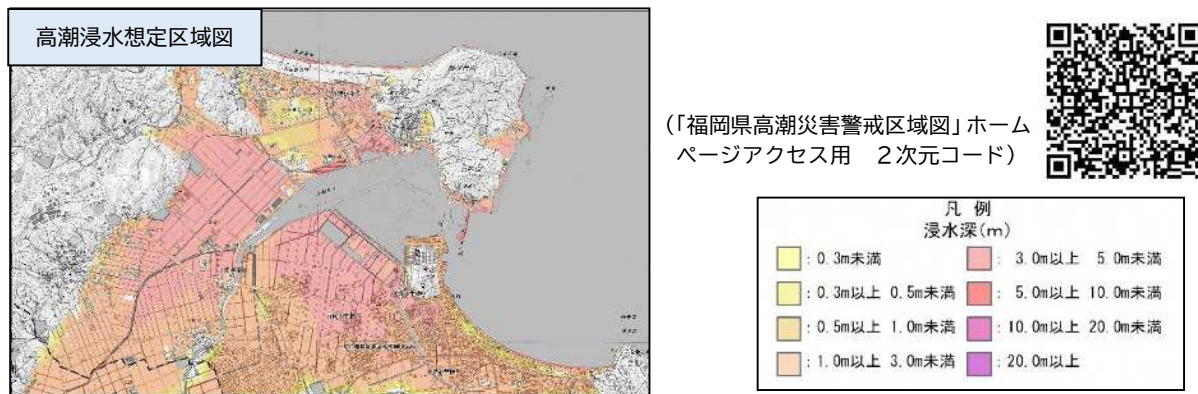 高潮浸水想定区域図
（「福岡県高潮災害警戒区域図」ホーム
ページアクセス用　２次元コード）
凡 例
浸水深(m)
: 0.3m未満
: 0.3m以上 0.5m未満
: 0.5m以上 1.0m未満
: 1.0m以上 3.0m未満
: 3.0m以上 5.0m未満
: 5.0m以上 10.0m未満
: 10.0m以上 20.0m未満
: 20.0m以上